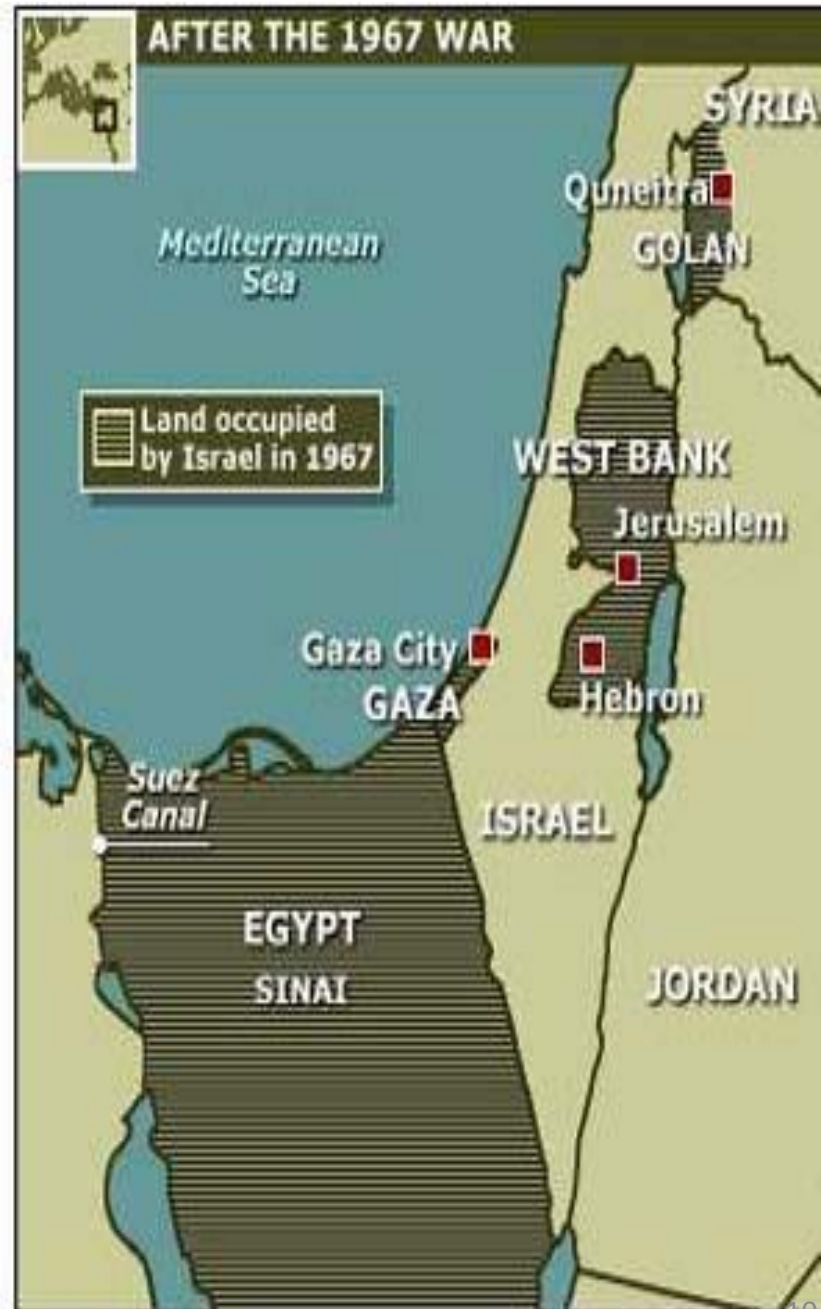 AFTER THE 1967 WAR
SYRIA
Quneitra
GOLAN
Mediterranean
Sea
Land occupied
by Israel in 1967
WEST BANK
Jerusalem
Gaza City
GAZA
Hebron
Suez
Canal
ISRAEL
EGYPT
SINAI
JORDAN